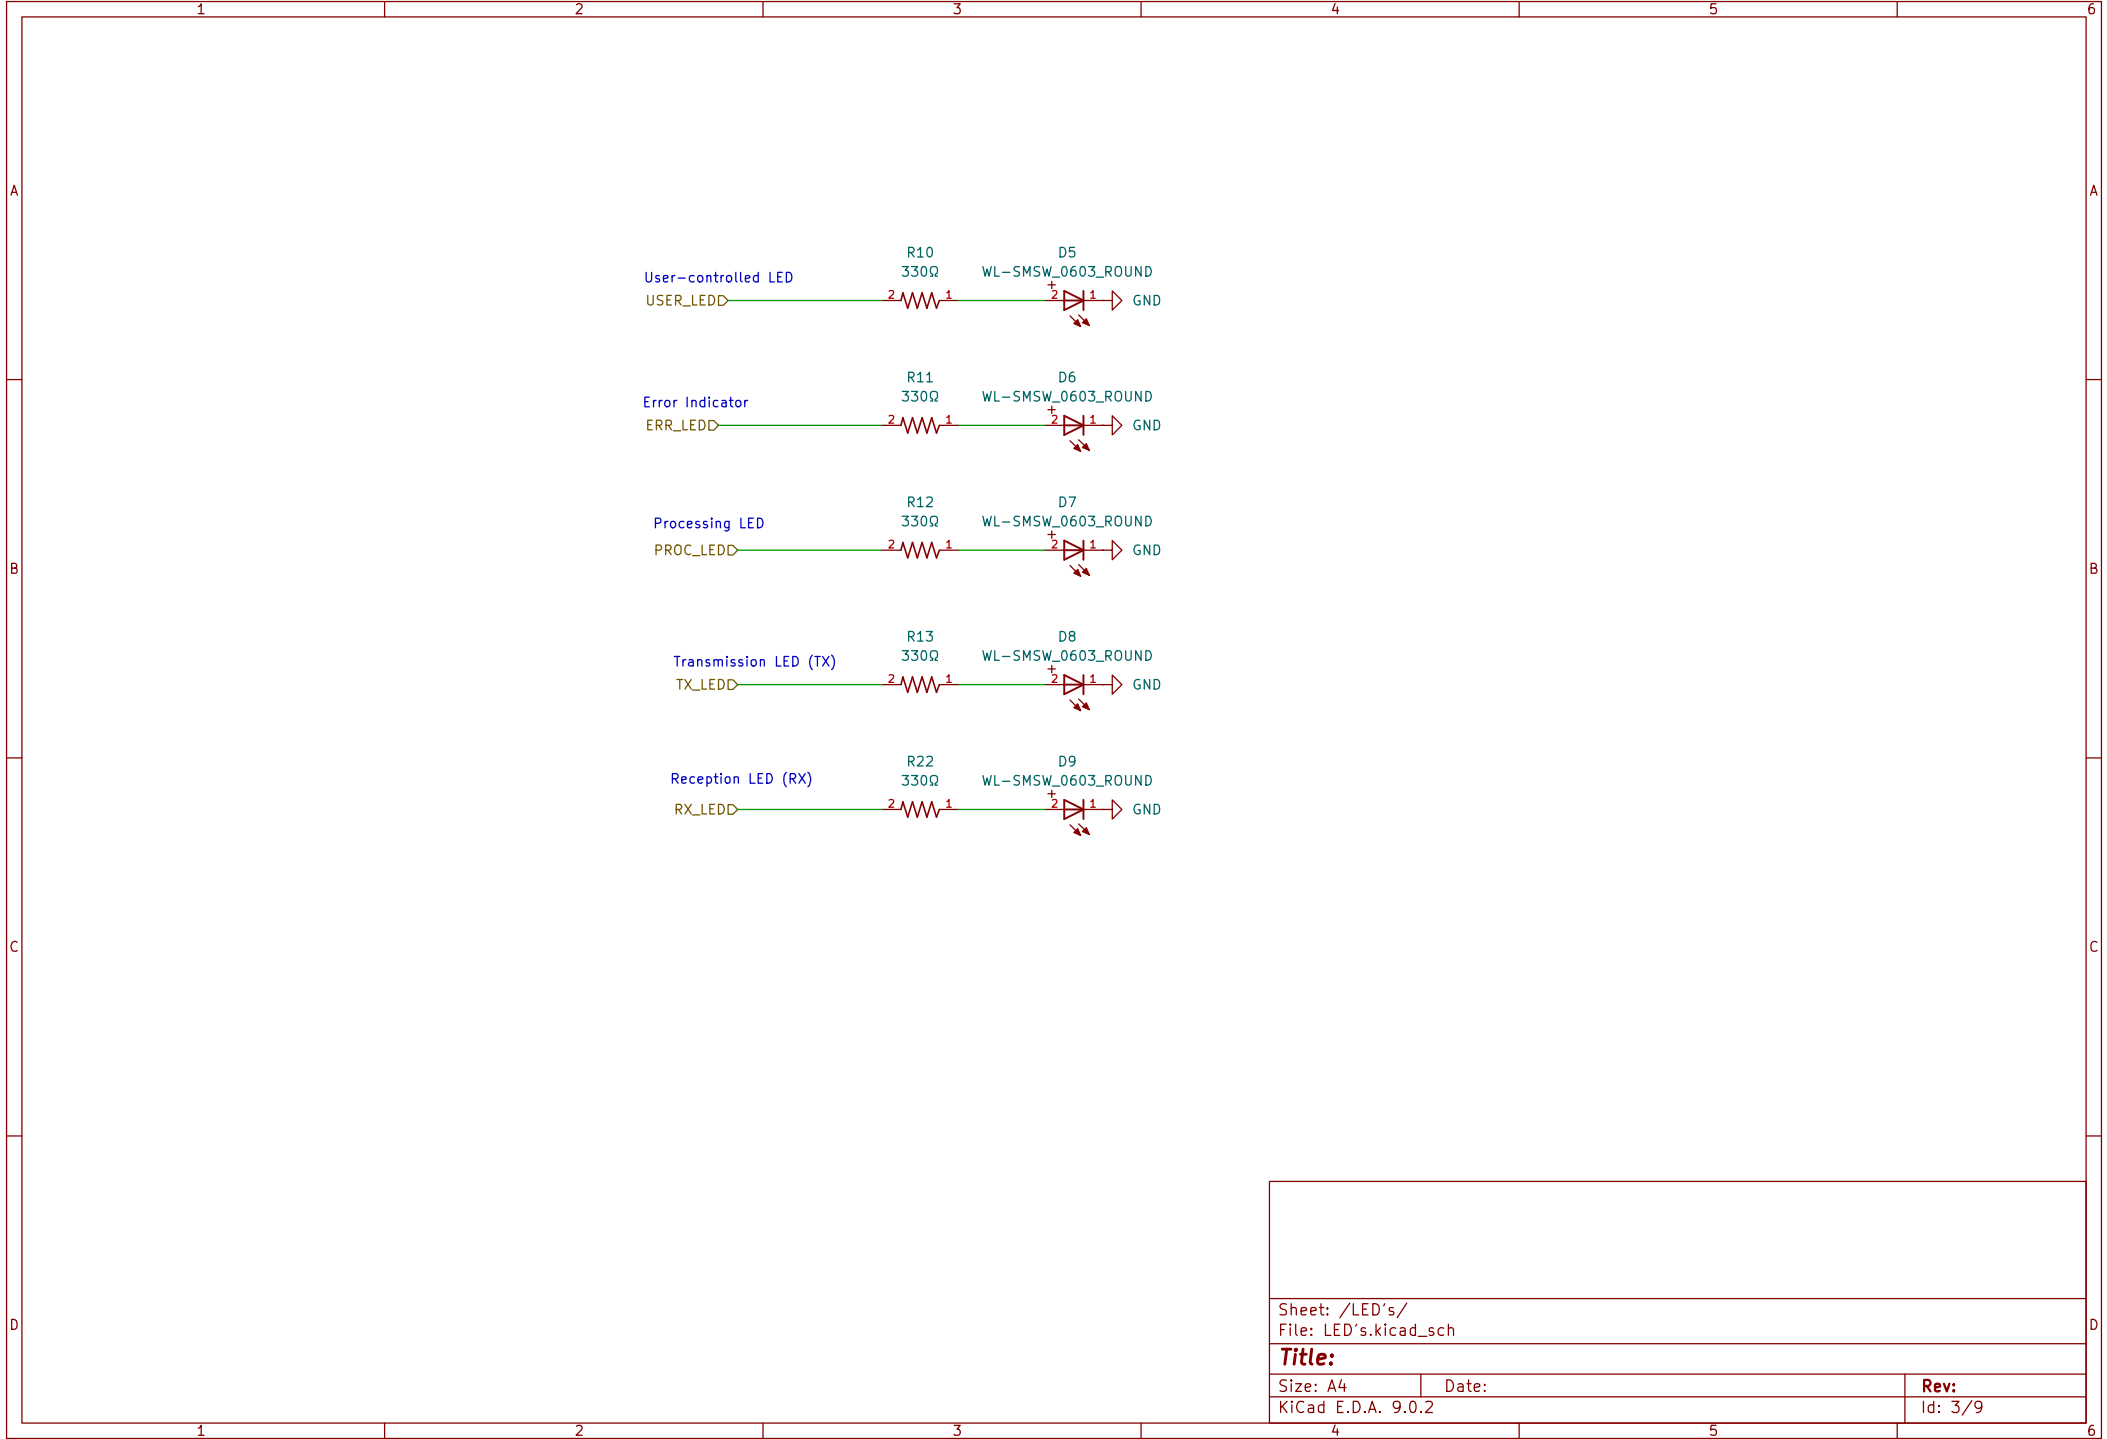 1 2 3 4 5 6
A A
R10 D5
330Ω WL-SMSW_0603_ROUND
User-controlled LED
+
USER_LED 2 1 2 1 GND
R11 D6
330Ω WL-SMSW_0603_ROUND
Error Indicator
+
ERR_LED 2 1 2 1 GND
R12 D7
330Ω WL-SMSW_0603_ROUND
Processing LED
+
PROC_LED 2 1 2 1 GND
B B
R13 D8
330Ω WL-SMSW_0603_ROUND
Transmission LED (TX)
+
TX_LED 2 1 2 1 GND
R22 D9
330Ω WL-SMSW_0603_ROUND
Reception LED (RX)
+
RX_LED 2 1 2 1 GND
C C
Sheet: /LED's/
D D
File: LED's.kicad_sch
Title:
Size: A4 Date: Rev:
KiCad E.D.A. 9.0.2 Id: 3/9
1 2 3 4 5 6